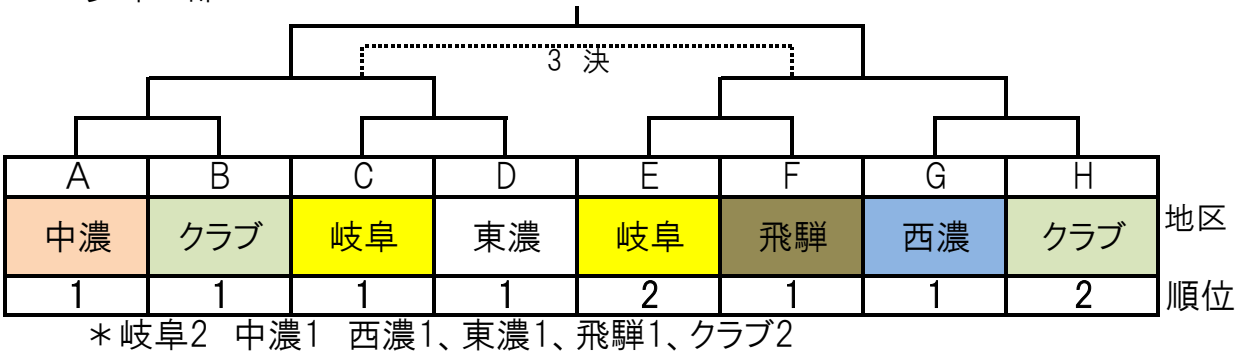 3 決
A B C D E F G H
中濃 クラブ 岐阜 東濃 岐阜 飛騨 西濃 クラブ 地区
1 1 1 1 2 1 1 2 順位
＊岐阜2 中濃1 西濃1、東濃1、飛騨1、クラブ2